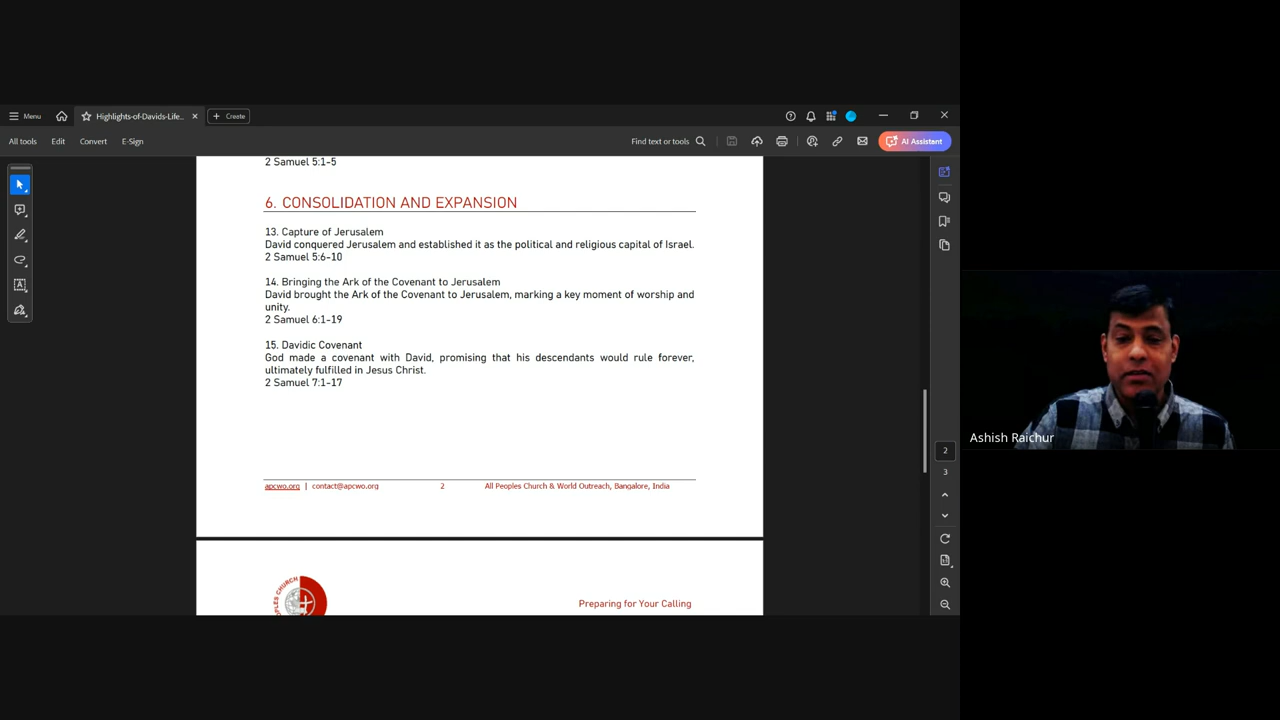 Menu
Highlights-of-Davids-Life...
Create
All tools
Edit
Convert
E-Sign
Find text or tools
AI Assistant
2 Samuel 5:1-5
6. CONSOLIDATION AND EXPANSION
13. Capture of Jerusalem
David conquered Jerusalem and established it as the political and religious capital of Israel.
2 Samuel 5:6-10
14. Bringing the Ark of the Covenant to Jerusalem
David brought the Ark of the Covenant to Jerusalem, marking a key moment of worship and
unity.
2 Samuel 6:1-19
15. Davidic Covenant
God made a covenant with David, promising that his descendants would rule forever,
ultimately fulfilled in Jesus Christ.
2 Samuel 7:1-17
apcwo.org | contact@apcwo.org 2 All Peoples Church & World Outreach, Bangalore, India
Preparing for Your Calling
2
3
Ashish Raichur